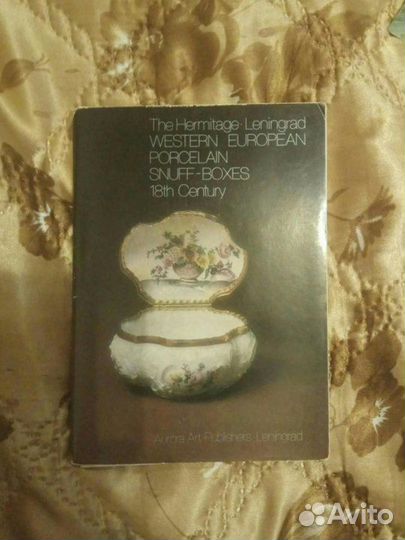 The Hermitage · Leningrad
WESTERN EUROPEAN
PORCELAIN
SNUFF-BOXES
18th Century
Aurora Art Publishers. Leningrad
Avito